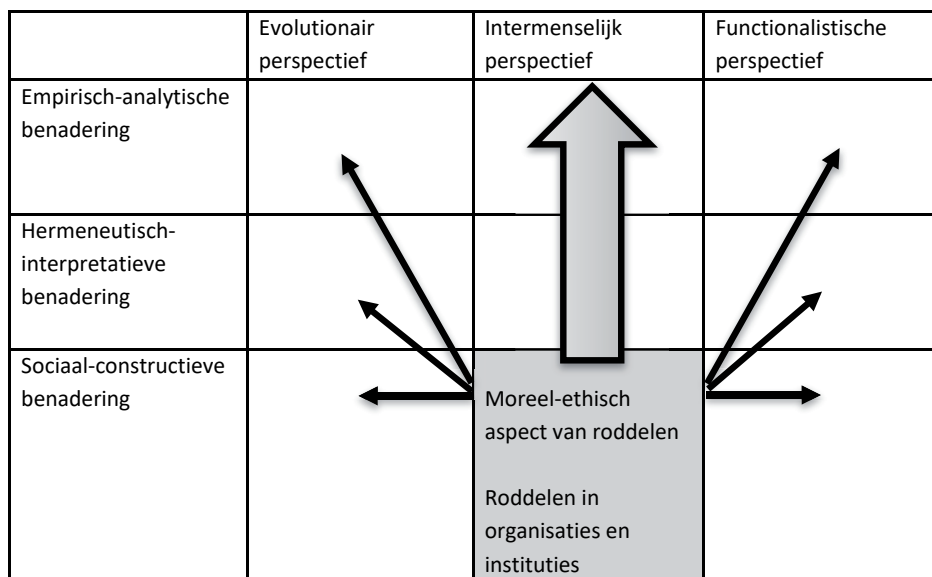 Evolutionair
perspectief
Intermenselijk
perspectief
Functionalistische
perspectief
Empirisch-analytische
benadering
Hermeneutisch-
interpretatieve
benadering
Sociaal-constructieve
benadering
Moreel-ethisch
aspect van roddelen
Roddelen in
organisaties en
instituties